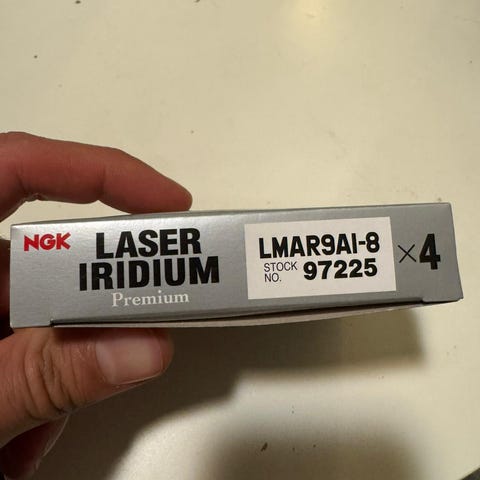 NGK
LASER
IRIDIUM
Premium
LMAR9AI-8
STOCK
NO. 97225
×4